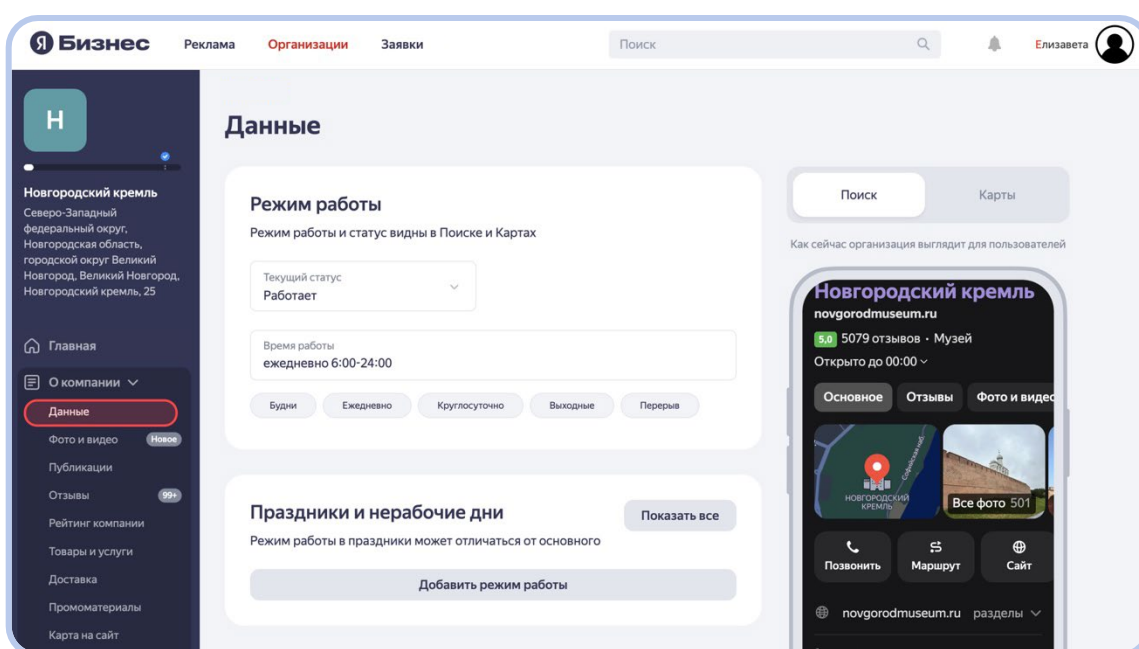 Я Бизнес
Реклама
Организации
Заявки
Поиск
Елизавета
Н
Новгородский кремль
Северо-Западный
федеральный округ,
Новгородская область,
городской округ Великий
Новгород, Великий Новгород,
Новгородский кремль, 25
Главная
О компании
Данные
Фото и видео Новое
Публикации
Отзывы 99+
Рейтинг компании
Товары и услуги
Доставка
Промоматериалы
Карта на сайт
Данные
Режим работы
Режим работы и статус видны в Поиске и Картах
Текущий статус
Работает
Время работы
ежедневно 6:00-24:00
Будни
Ежедневно
Круглосуточно
Выходные
Перерыв
Праздники и нерабочие дни
Показать все
Режим работы в праздники может отличаться от основного
Добавить режим работы
Поиск
Карты
Как сейчас организация выглядит для пользователей
Новгородский кремль
novgorodmuseum.ru
5,0 5079 отзывов · Музей
Открыто до 00:00
Основное
Отзывы
Фото и видео
Софийская наб.
НОВГОРОДСКИЙ
КРЕМЛЬ
Все фото 501
Позвонить
Маршрут
Сайт
novgorodmuseum.ru разделы